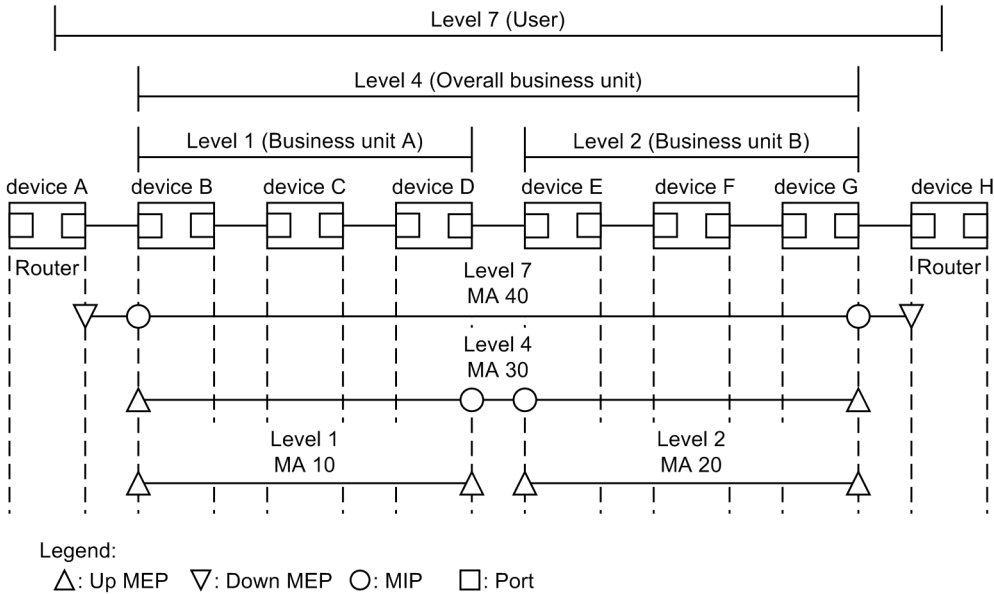 Level 7 (User)
Level 4 (Overall business unit)
Level 1 (Business unit A)
Level 2 (Business unit B)
device A
device B
device C
device D
device E
device F
device G
device H
Router
Router
Level 7
MA 40
Level 4
MA 30
Level 1
MA 10
Level 2
MA 20
Legend:
: Up MEP
: Down MEP
: MIP
: Port